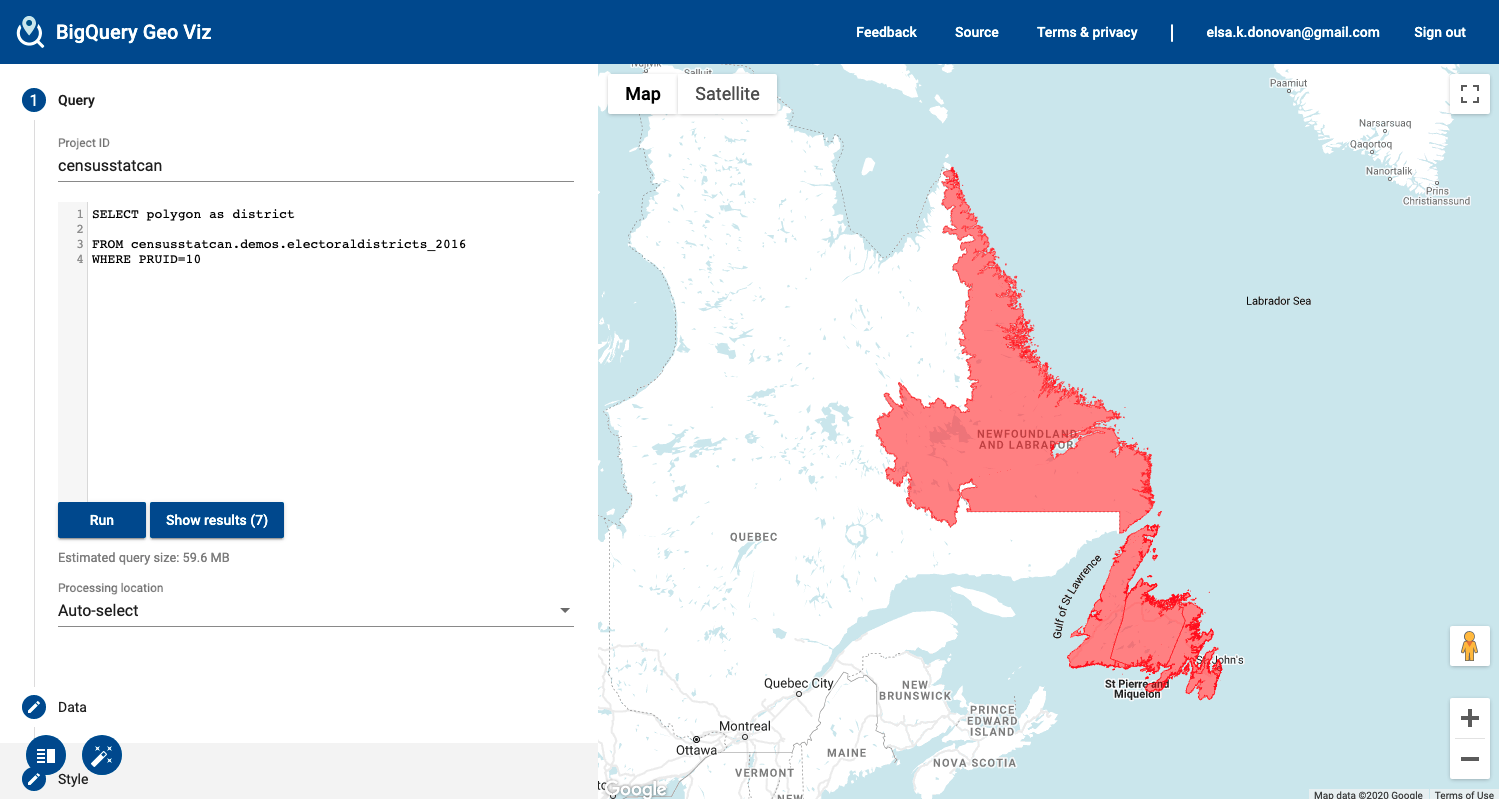 BigQuery Geo Viz
Feedback
Source
Terms & privacy
elsa.k.donovan@gmail.com
Sign out
1 Query
Project ID
censusstatcan
1 SELECT polygon as district
2
3 FROM censusstatcan.demos.electoraldistricts_2016
4 WHERE PRUID=10
Run
Show results (7)
Estimated query size: 59.6 MB
Processing location
Auto-select
Data
Style
Map
Satellite
Salluit
Paamiut
Narsarsuaq
Qaqortoq
Nanortalik
Prins
Christianssund
Labrador Sea
NEWFOUNDLAND
AND LABRADOR
QUEBEC
Gulf of St Lawrence
St John's
St Pierre and
Miquelon
Quebec City
NEW
BRUNSWICK
PRINCE
EDWARD
ISLAND
Montreal
Ottawa
MAINE
NOVA SCOTIA
VERMONT
NEW
Google
Map data ©2020 Google
Terms of Use